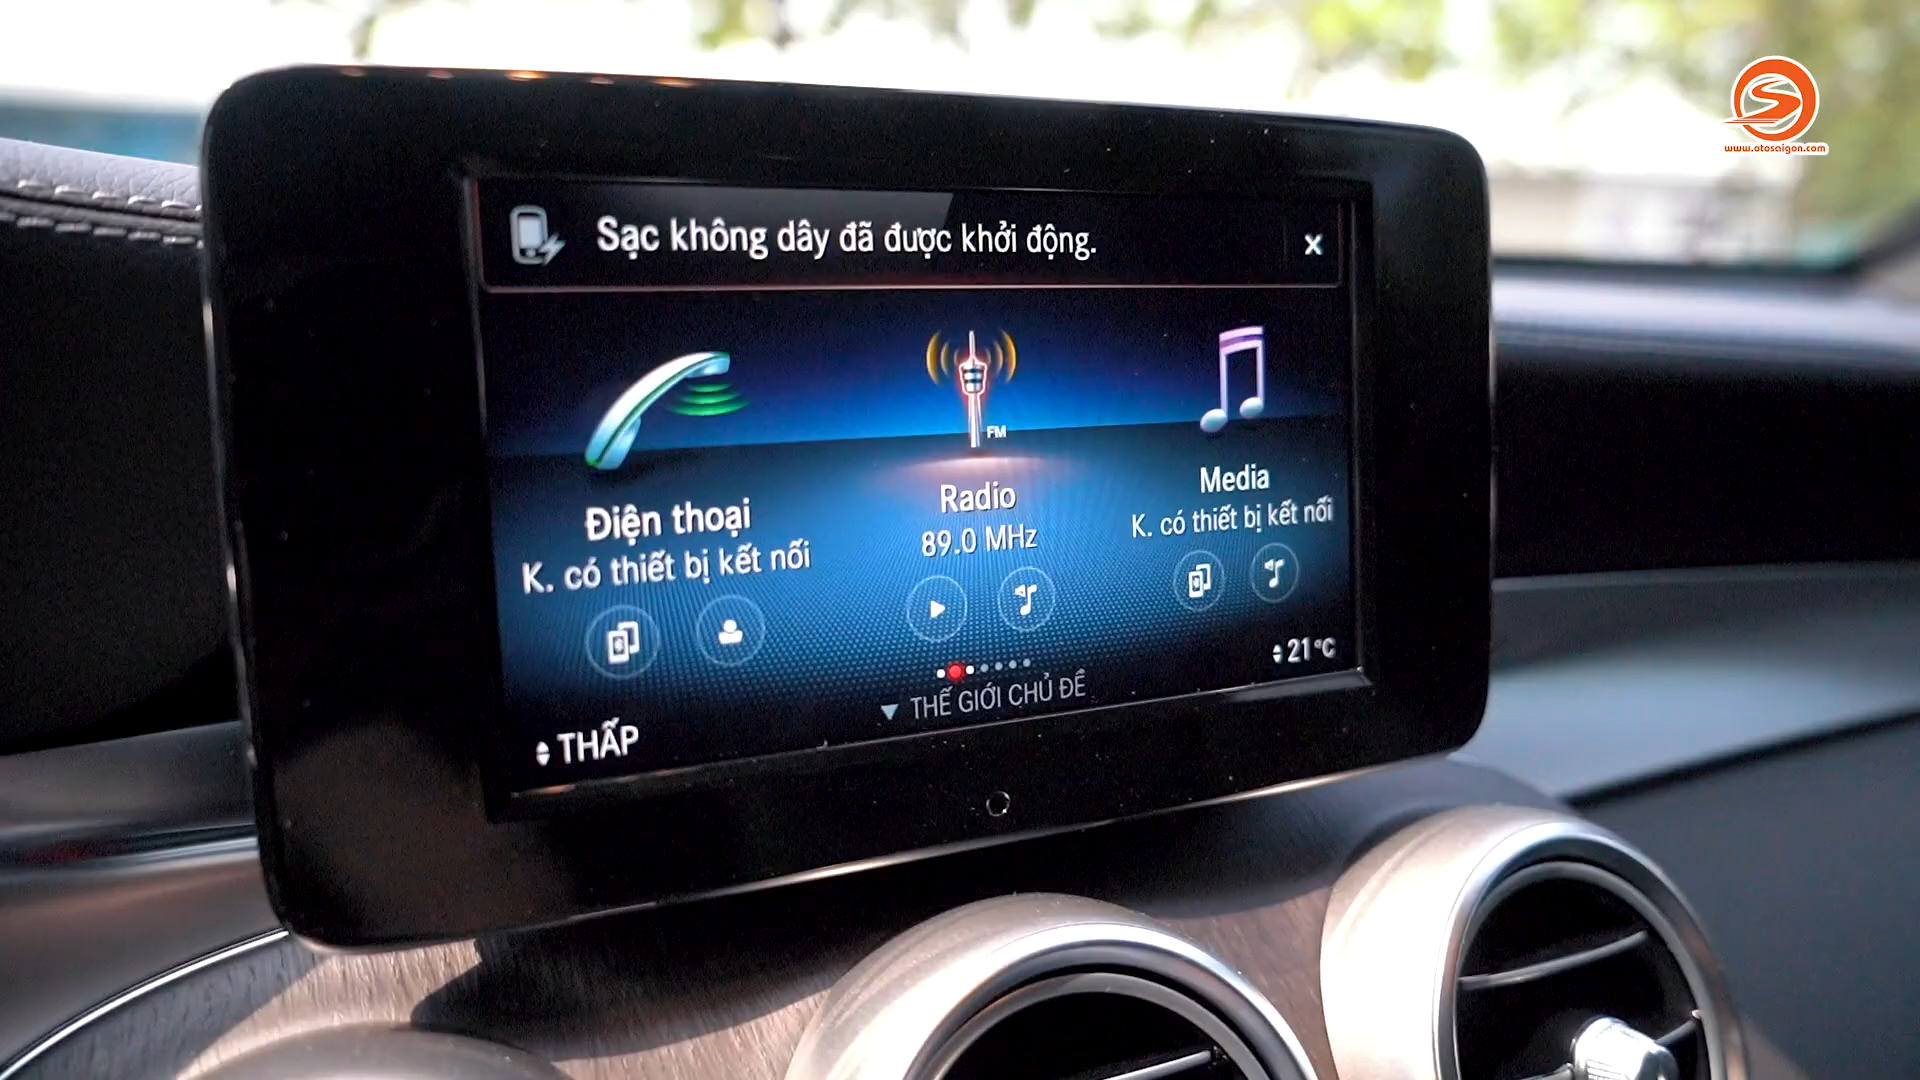 www.otosaigon.com
Sạc không dây đã được khởi động.
FM
Điện thoại
K. có thiết bị kết nối
Radio
89.0 MHz
Media
K. có thiết bị kết nối
21°C
THẾ GIỚI CHỦ ĐỀ
THẤP